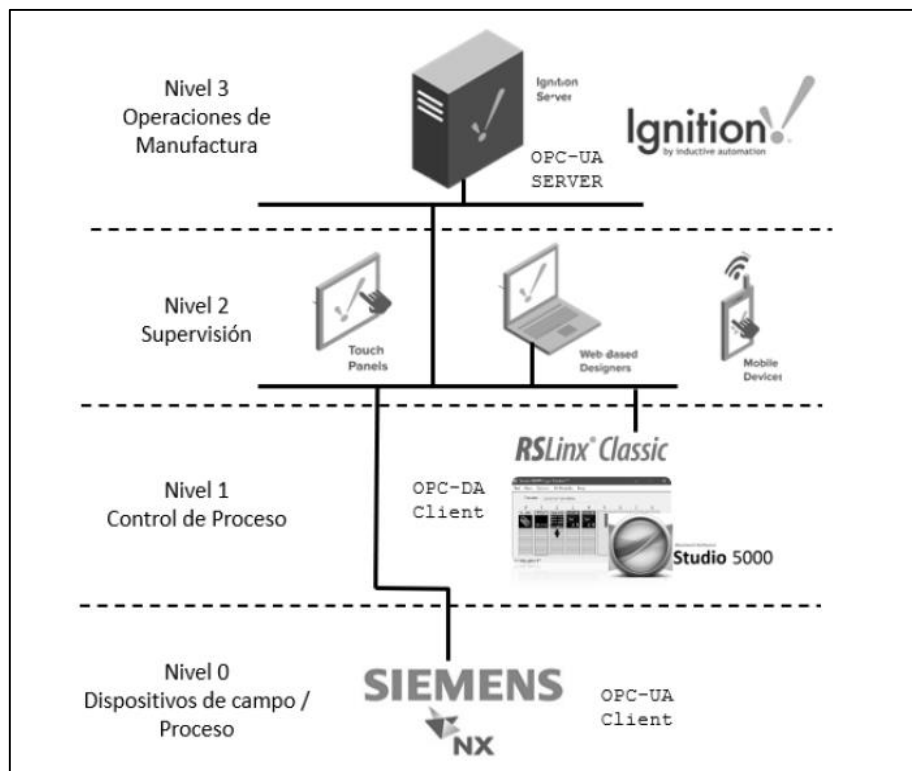 Nivel 3
Operaciones de
Manufactura
Ignition
Server
OPC-UA
SERVER
Ignition!
by inductive automation
Nivel 2
Supervisión
Touch
Panels
Web-Based
Designers
Mobile
Devices
Nivel 1
Control de Proceso
OPC-DA
Client
RSLinx® Classic
Studio 5000
Nivel 0
Dispositivos de campo /
Proceso
SIEMENS
NX
OPC-UA
Client